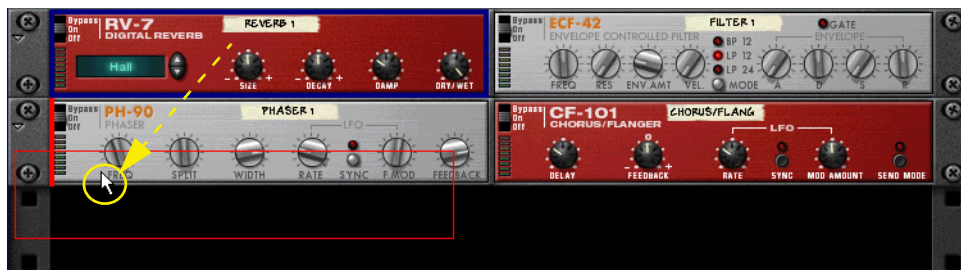 Bypass
On
Off
RV-7
DIGITAL REVERB
REVERB 1
Hall
SIZE
DECAY
DAMP
DRY/WET
Bypass
On
Off
ECF-42
ENVELOPE CONTROLLED FILTER
FILTER 1
GATE
ENVELOPE
BP 12
LP 12
LP 24
MODE
FREQ
RES
ENV.AMT
VEL.
A
D
S
R
Bypass
On
Off
PH-90
PHASER
PHASER 1
LFO
FREQ
SPLIT
WIDTH
RATE
SYNC
F.MOD
FEEDBACK
Bypass
On
Off
CF-101
CHORUS/FLANGER
CHORUS/FLANG
LFO
0
DELAY
FEEDBACK
RATE
SYNC
MOD AMOUNT
SEND MODE